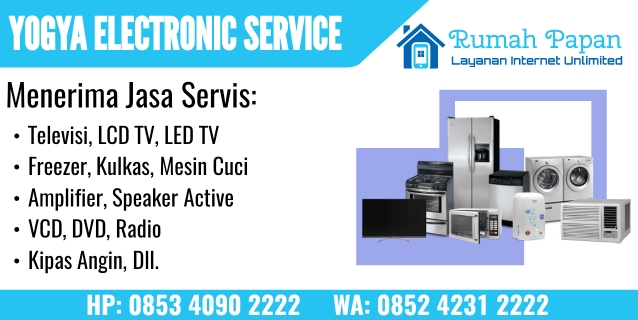 YOGYA ELECTRONIC SERVICE
Rumah Papan
Layanan Internet Unlimited
Menerima Jasa Servis:
• Televisi, LCD TV, LED TV
• Freezer, Kulkas, Mesin Cuci
• Amplifier, Speaker Active
• VCD, DVD, Radio
• Kipas Angin, Dll.
HP: 0853 4090 2222 WA: 0852 4231 2222